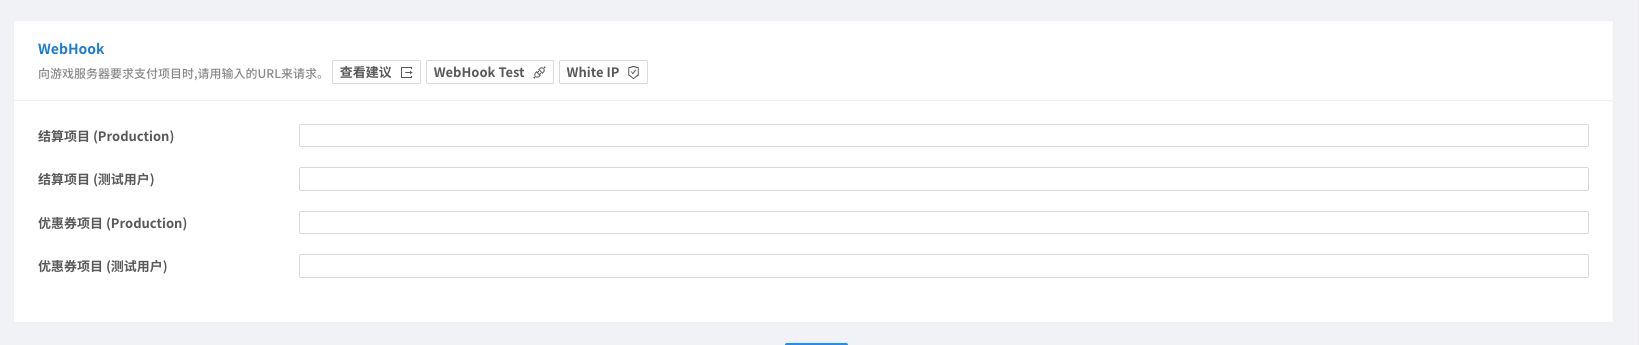 WebHook
向游戏服务器要求支付项目时,请用输入的URL来请求。 查看建议 WebHook Test White IP
结算项目 (Production)
结算项目 (测试用户)
优惠券项目 (Production)
优惠券项目 (测试用户)